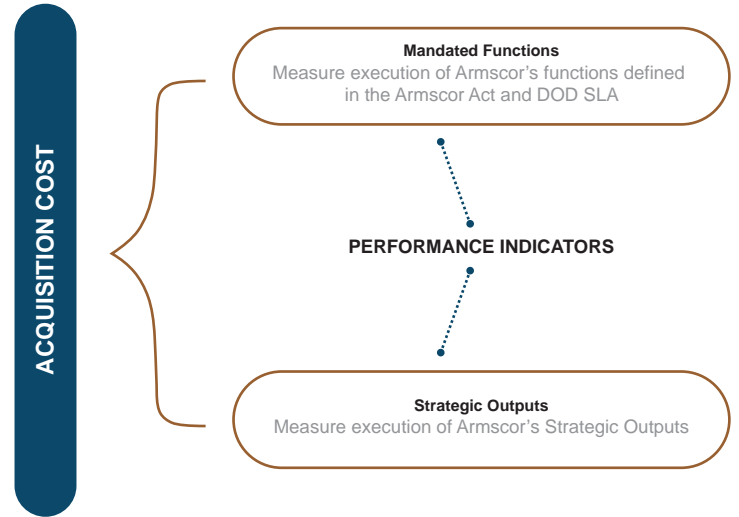 ACQUISITION COST
Mandated Functions
Measure execution of Armscor's functions defined
in the Armscor Act and DOD SLA
PERFORMANCE INDICATORS
Strategic Outputs
Measure execution of Armscor's Strategic Outputs